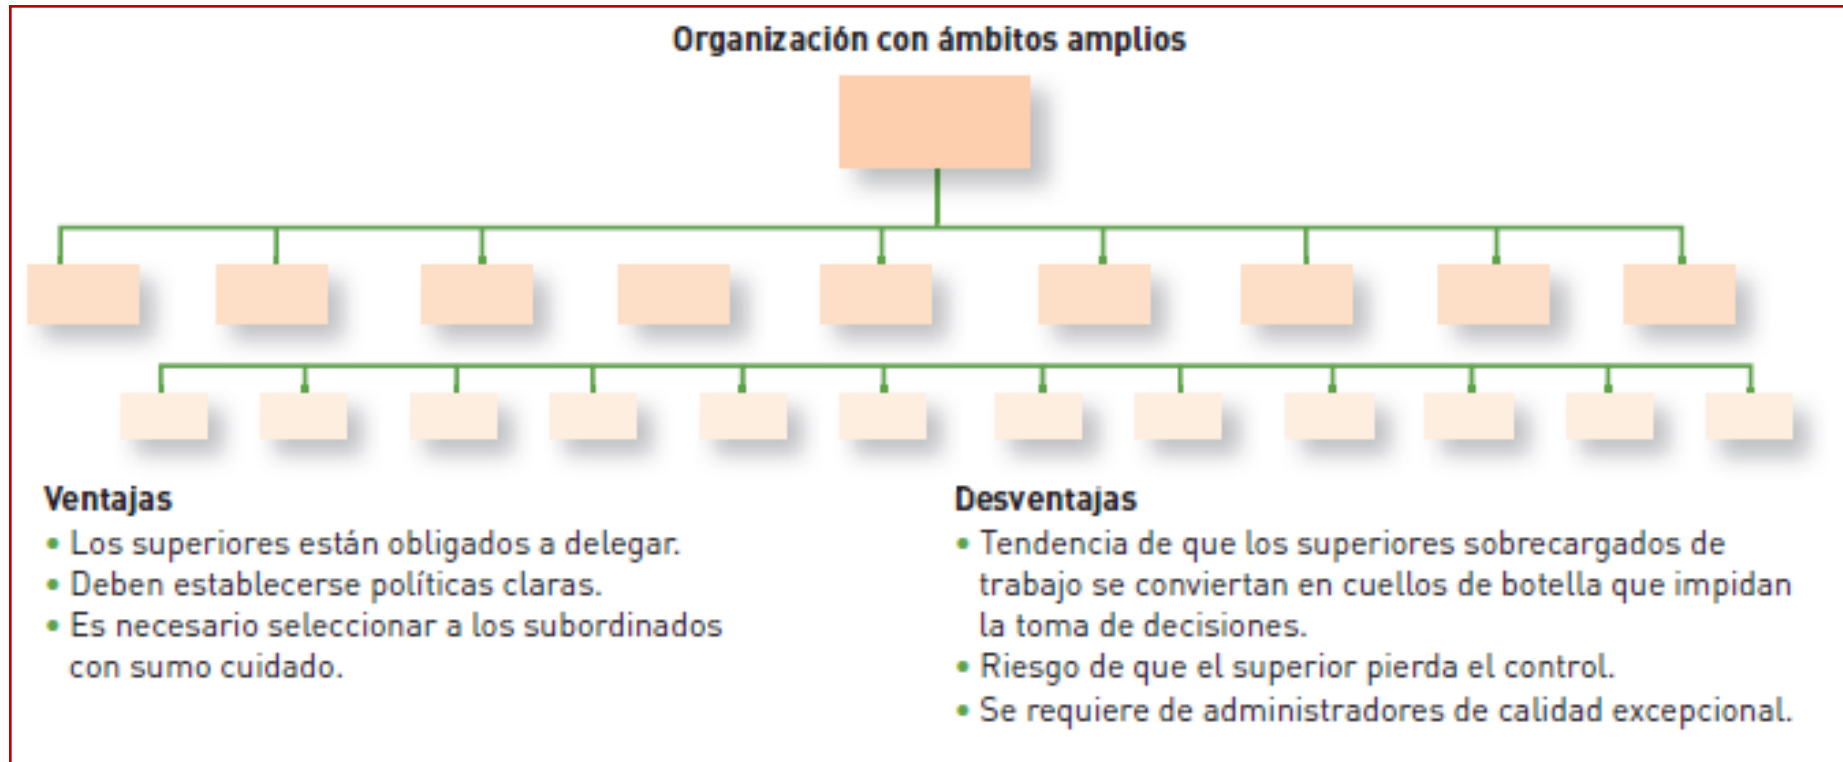 Organización con ámbitos amplios
Ventajas
• Los superiores están obligados a delegar.
• Deben establecerse políticas claras.
• Es necesario seleccionar a los subordinados
con sumo cuidado.
Desventajas
• Tendencia de que los superiores sobrecargados de
trabajo se conviertan en cuellos de botella que impidan
la toma de decisiones.
• Riesgo de que el superior pierda el control.
• Se requiere de administradores de calidad excepcional.